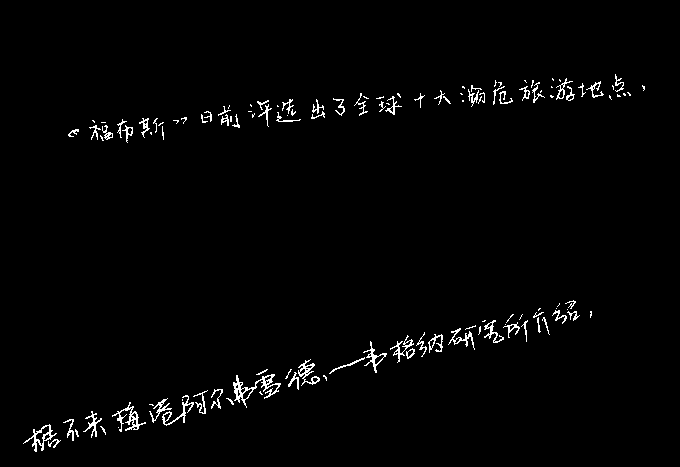 《福布斯》日前评选出了全球十大濒危旅游地点,
据不来梅港阿尔弗雷德·一韦格纳研究所介绍,